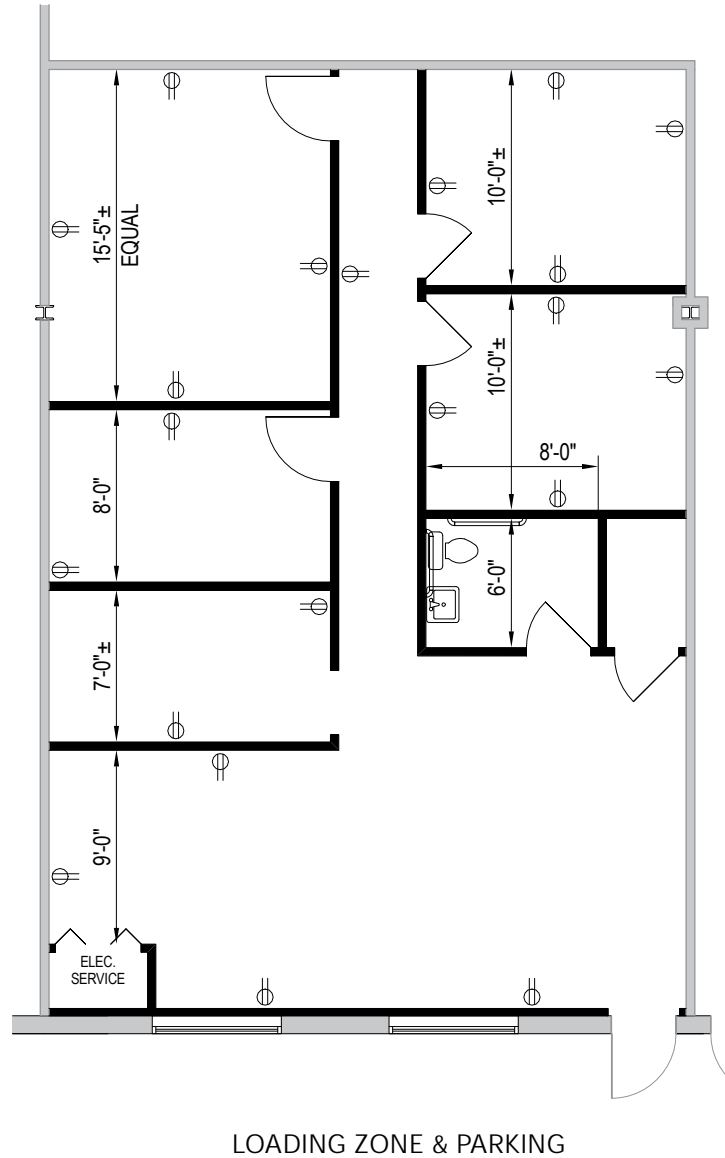 15'-5"±
EQUAL
10'-0"±
10'-0"±
8'-0"
8'-0"
6'-0"
7'-0"±
9'-0"
ELEC.
SERVICE
LOADING ZONE & PARKING